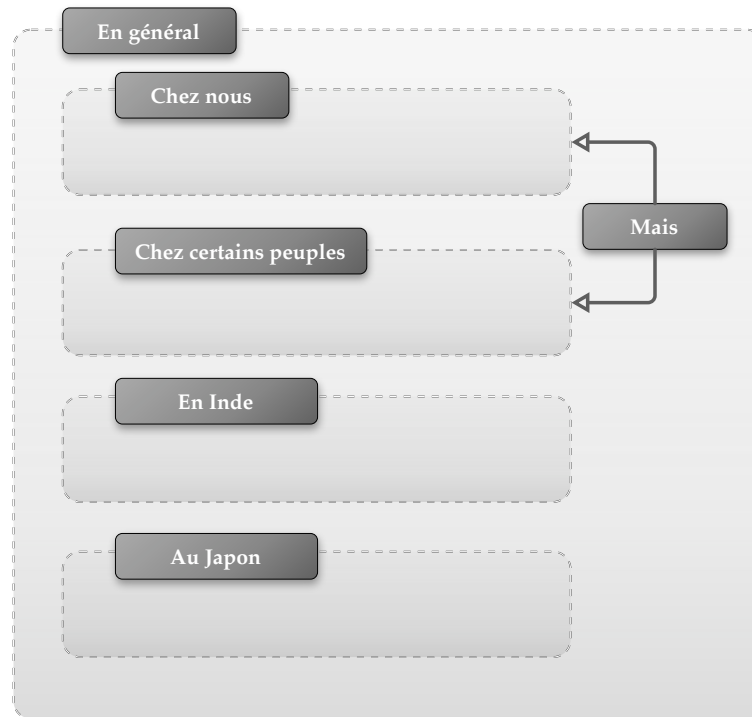 En général
Chez nous
Mais
Chez certains peuples
En Inde
Au Japon